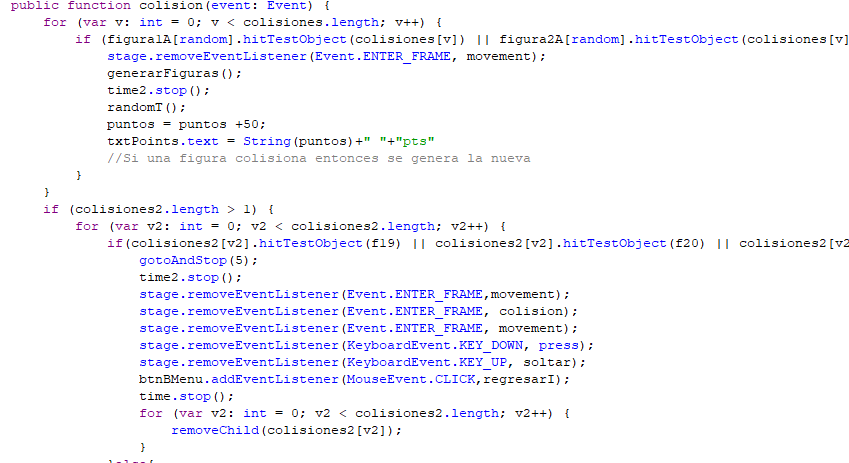 public function colision(event: Event) {
for (var v: int = 0; v < colisiones.length; v++) {
if (figura1A[random].hitTestObject(colisiones[v]) || figura2A[random].hitTestObject(colisiones[v]
stage.removeEventListener(Event.ENTER_FRAME, movement);
generarFiguras();
time2.stop();
randomT();
puntos = puntos +50;
txtPoints.text = String(puntos)+" "+"pts"
//Si una figura colisiona entonces se genera la nueva
}
}
if (colisiones2.length > 1) {
for (var v2: int = 0; v2 < colisiones2.length; v2++) {
if(colisiones2[v2].hitTestObject(f19) || colisiones2[v2].hitTestObject(f20) || colisiones2[v2
gotoAndStop(5);
time2.stop();
stage.removeEventListener(Event.ENTER_FRAME,movement);
stage.removeEventListener(Event.ENTER_FRAME, colision);
stage.removeEventListener(Event.ENTER_FRAME, movement);
stage.removeEventListener(KeyboardEvent.KEY_DOWN, press);
stage.removeEventListener(KeyboardEvent.KEY_UP, soltar);
btnBMenu.addEventListener(MouseEvent.CLICK,regresarI);
time.stop();
for (var v2: int = 0; v2 < colisiones2.length; v2++) {
removeChild(colisiones2[v2]);
}
}else{